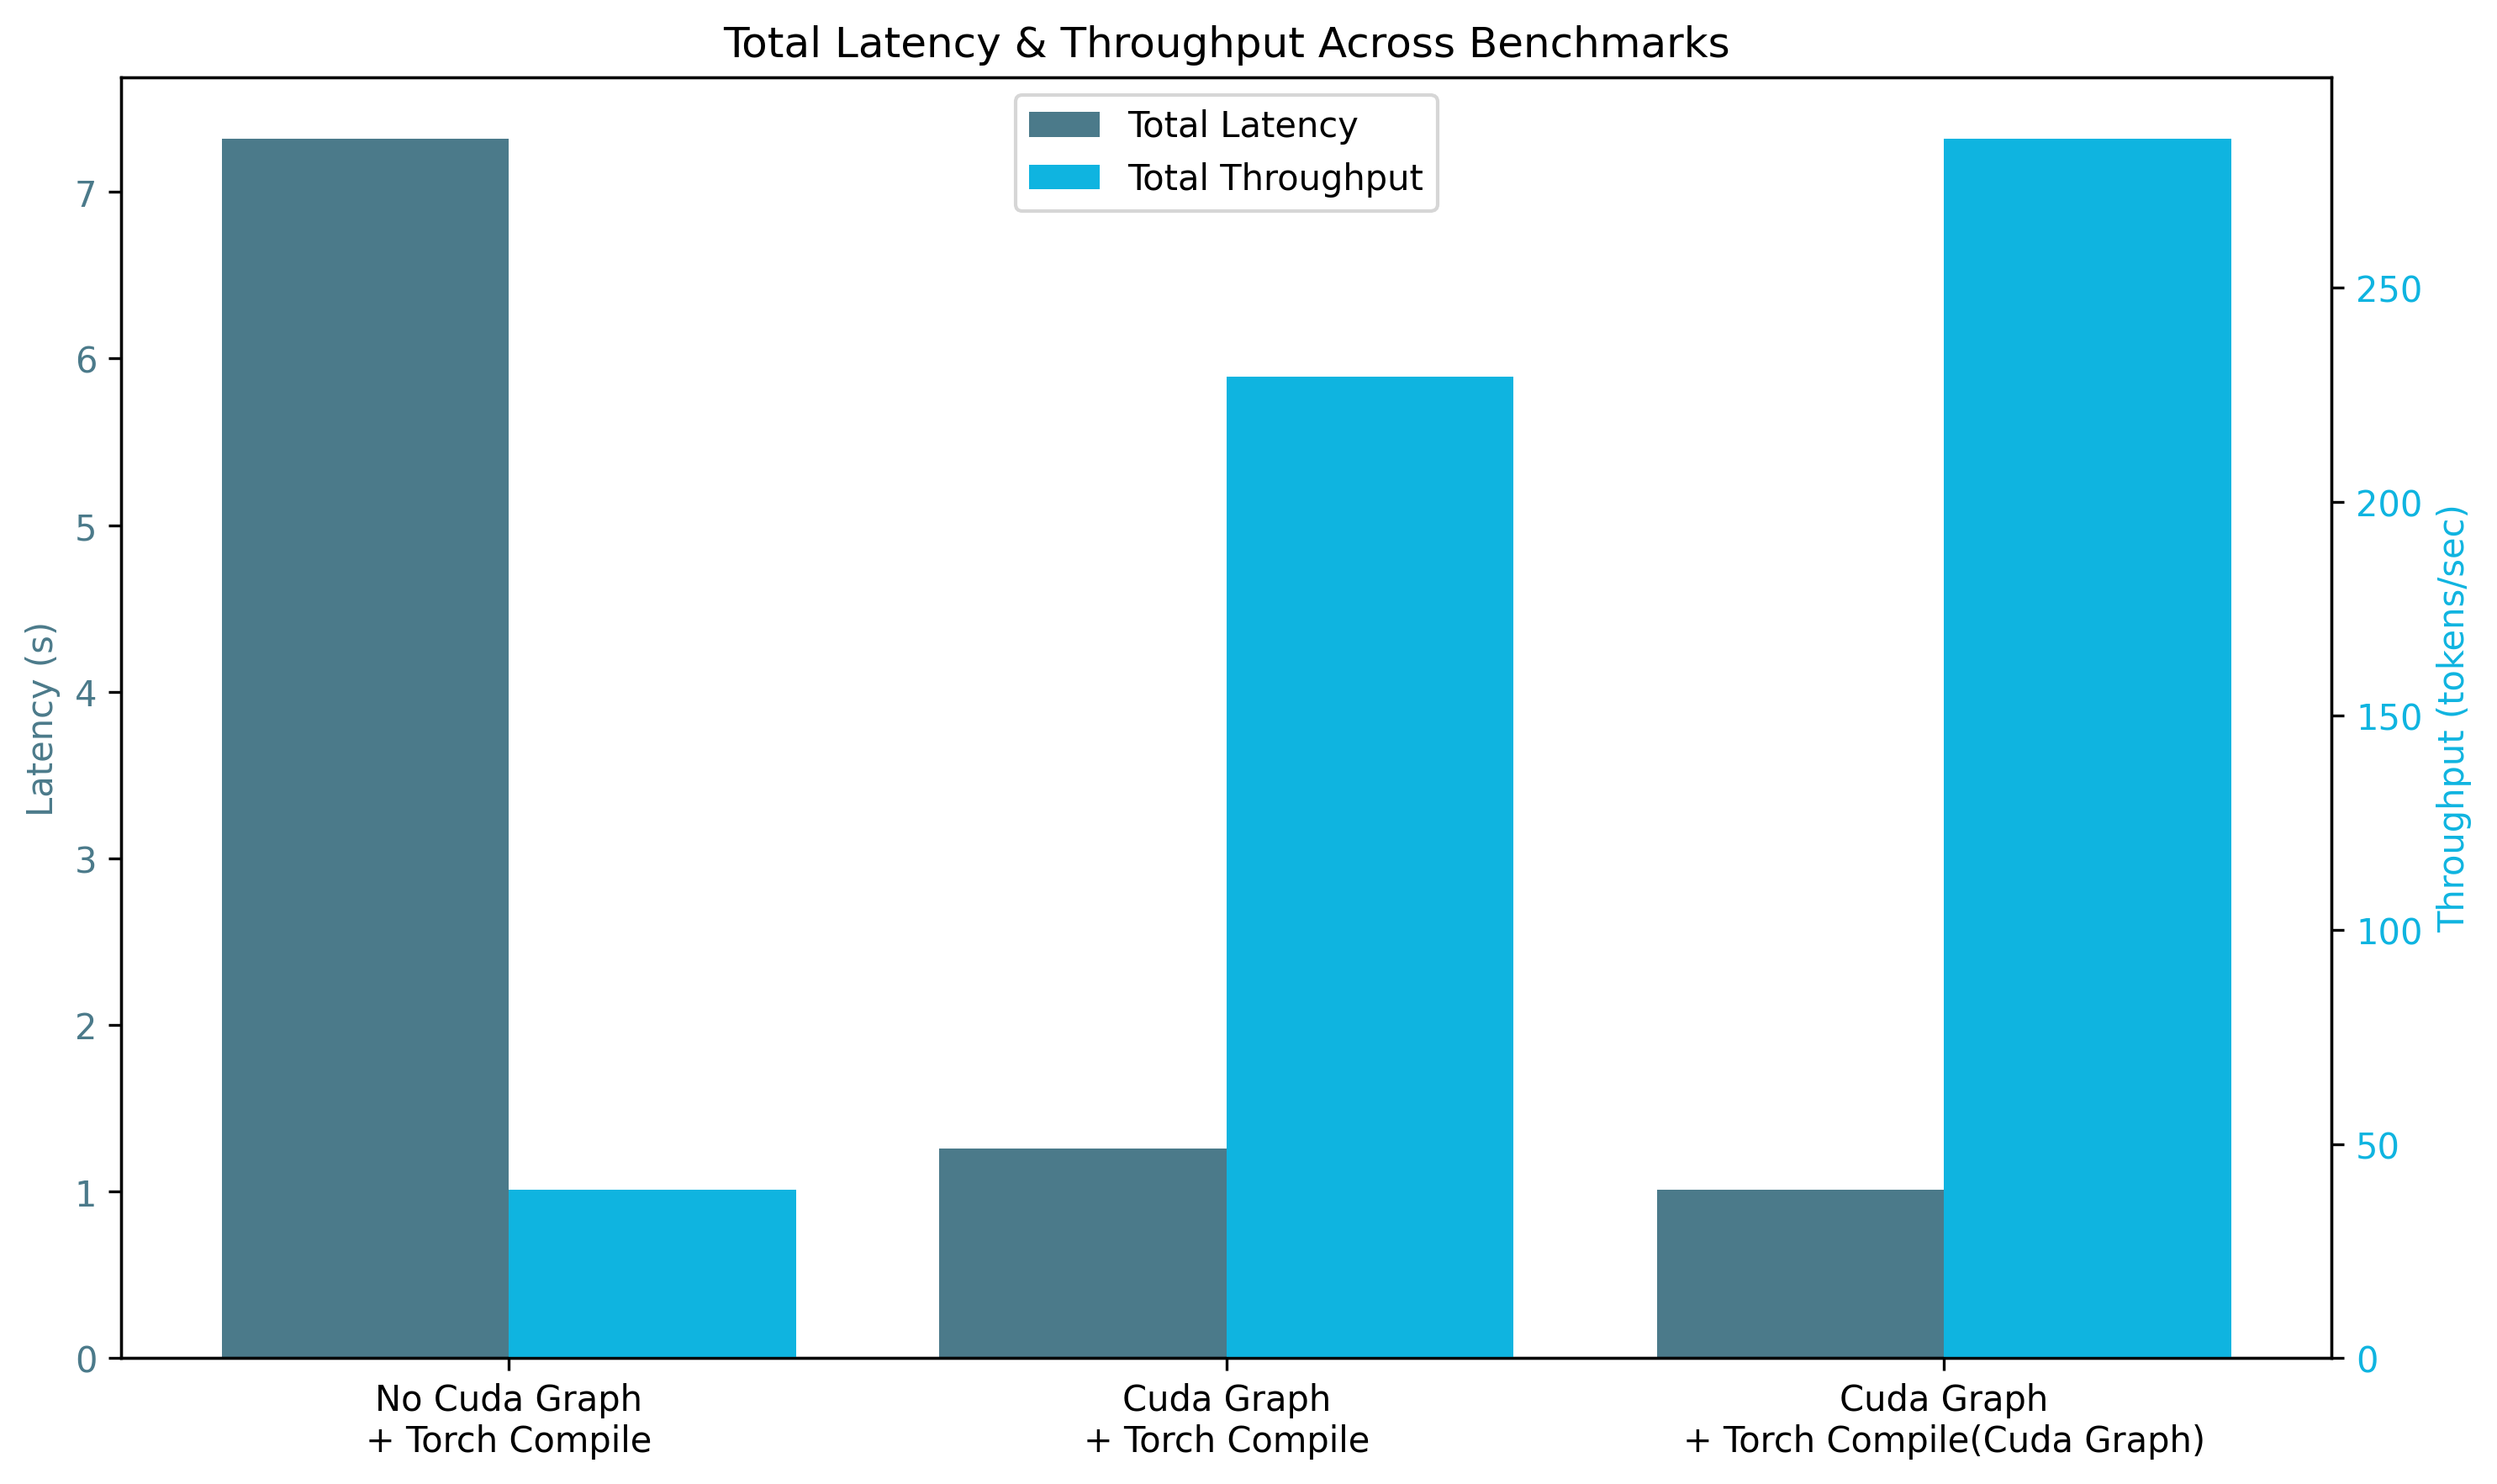 Total Latency & Throughput Across Benchmarks
Total Latency
Total Throughput
Latency (s)
7
6
5
4
3
2
1
0
250
200
150
100
50
0
Throughput (tokens/sec)
No Cuda Graph
+ Torch Compile
Cuda Graph
+ Torch Compile
Cuda Graph
+ Torch Compile(Cuda Graph)